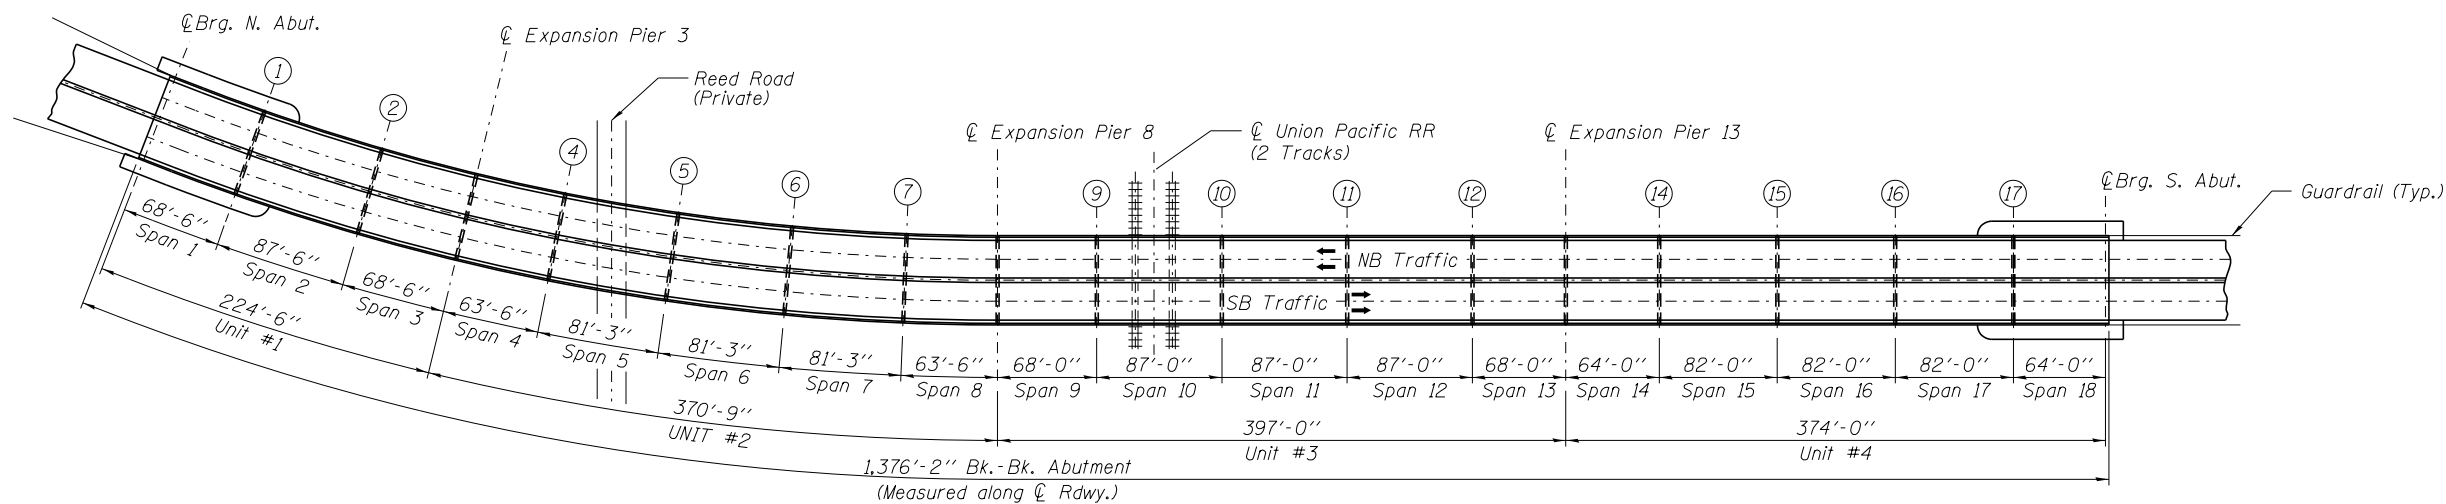 ℄ Brg. N. Abut.
℄ Expansion Pier 3
Reed Road
(Private)
℄ Expansion Pier 8
℄ Union Pacific RR
(2 Tracks)
℄ Expansion Pier 13
℄ Brg. S. Abut.
Guardrail (Typ.)
1
2
4
5
6
7
9
10
11
12
14
15
16
17
NB Traffic
SB Traffic
68'-6"
Span 1
87'-6"
Span 2
68'-6"
Span 3
63'-6"
Span 4
81'-3"
Span 5
81'-3"
Span 6
81'-3"
Span 7
63'-6"
Span 8
68'-0"
Span 9
87'-0"
Span 10
87'-0"
Span 11
87'-0"
Span 12
68'-0"
Span 13
64'-0"
Span 14
82'-0"
Span 15
82'-0"
Span 16
82'-0"
Span 17
64'-0"
Span 18
224'-6"
Unit #1
370'-9"
UNIT #2
397'-0"
Unit #3
374'-0"
Unit #4
1,376'-2" Bk.-Bk. Abutment
(Measured along ℄ Rdwy.)